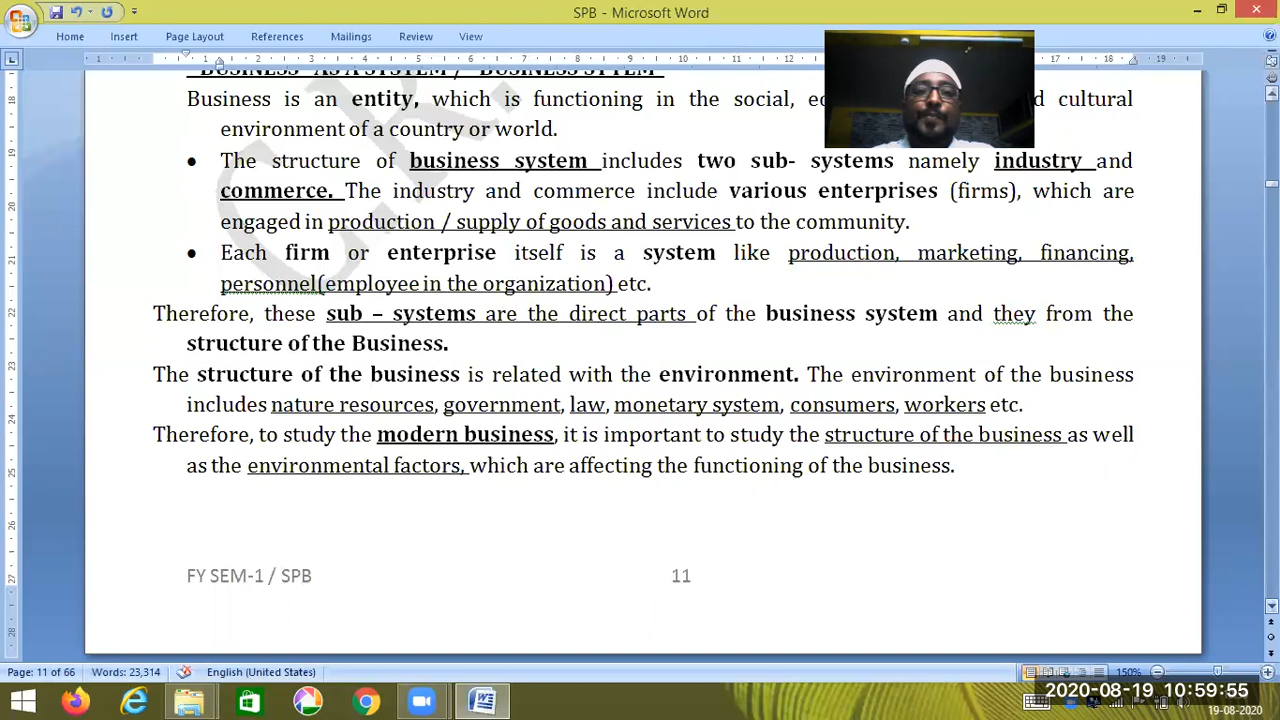 SPB - Microsoft Word
Home Insert Page Layout References Mailings Review View
"BUSINESS" AS A SYSTEM / "BUSINESS SYTEM"
Business is an entity, which is functioning in the social, cultural
environment of a country or world.
• The structure of business system includes two sub- systems namely industry and
commerce. The industry and commerce include various enterprises (firms), which are
engaged in production / supply of goods and services to the community.
• Each firm or enterprise itself is a system like production, marketing, financing,
personnel(employee in the organization) etc.
Therefore, these sub – systems are the direct parts of the business system and they from the
structure of the Business.
The structure of the business is related with the environment. The environment of the business
includes nature resources, government, law, monetary system, consumers, workers etc.
Therefore, to study the modern business, it is important to study the structure of the business as well
as the environmental factors, which are affecting the functioning of the business.
FY SEM-1 / SPB 11
Page: 11 of 66 Words: 23,314 English (United States) 150%
2020-08-19 10:59:55
19-08-2020